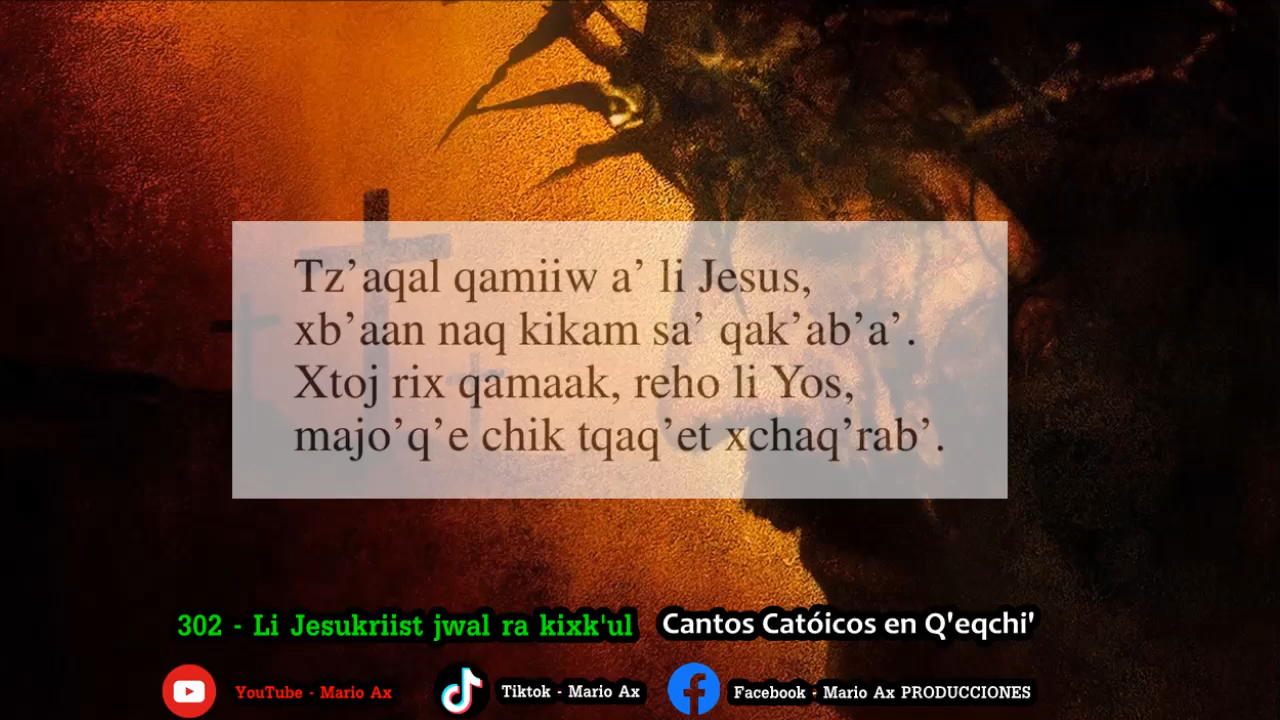 Tz’aqal qamiiw a’ li Jesus,
xb’aan naq kikam sa’ qak’ab’a’.
Xtoj rix qamaak, reho li Yos,
majo’q’e chik tqaq’et xchaq’rab’.
302 - Li Jesukriist jwal ra kixk'ul Cantos Catóicos en Q'eqchi'
YouTube - Mario Ax Tiktok - Mario Ax Facebook - Mario Ax PRODUCCIONES